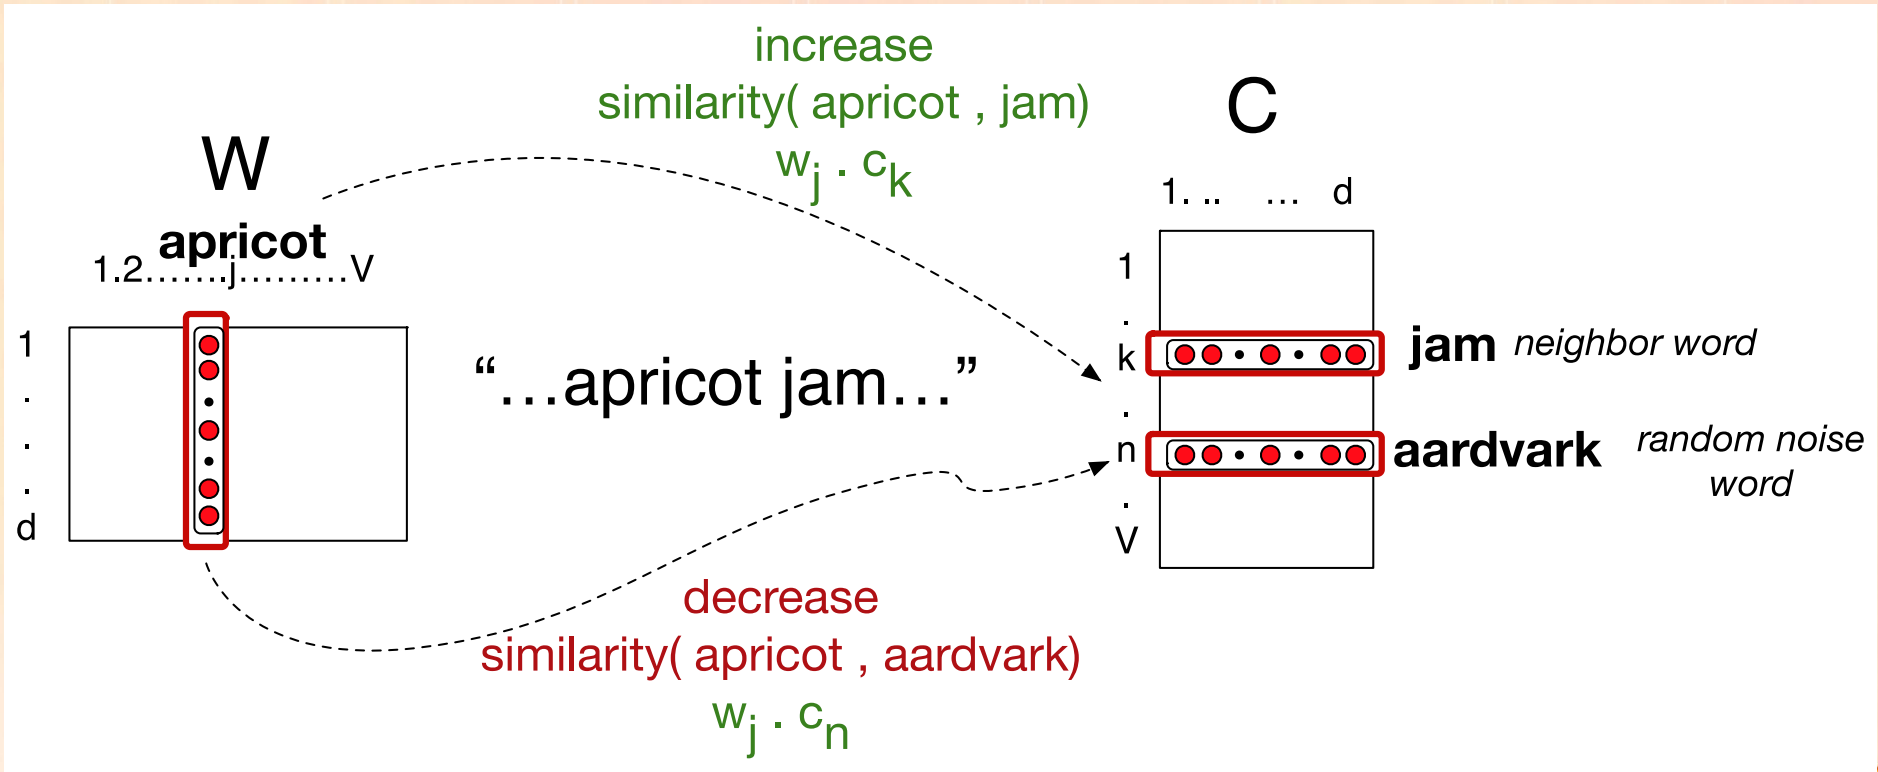 increase
similarity( apricot , jam)
wj . ck
W
apricot
1.2.......j.........V
1
.
.
.
d
“...apricot jam...”
C
1. .. ... d
1
.
k
.
n
.
V
jam neighbor word
aardvark random noise
word
decrease
similarity( apricot , aardvark)
wj . cn